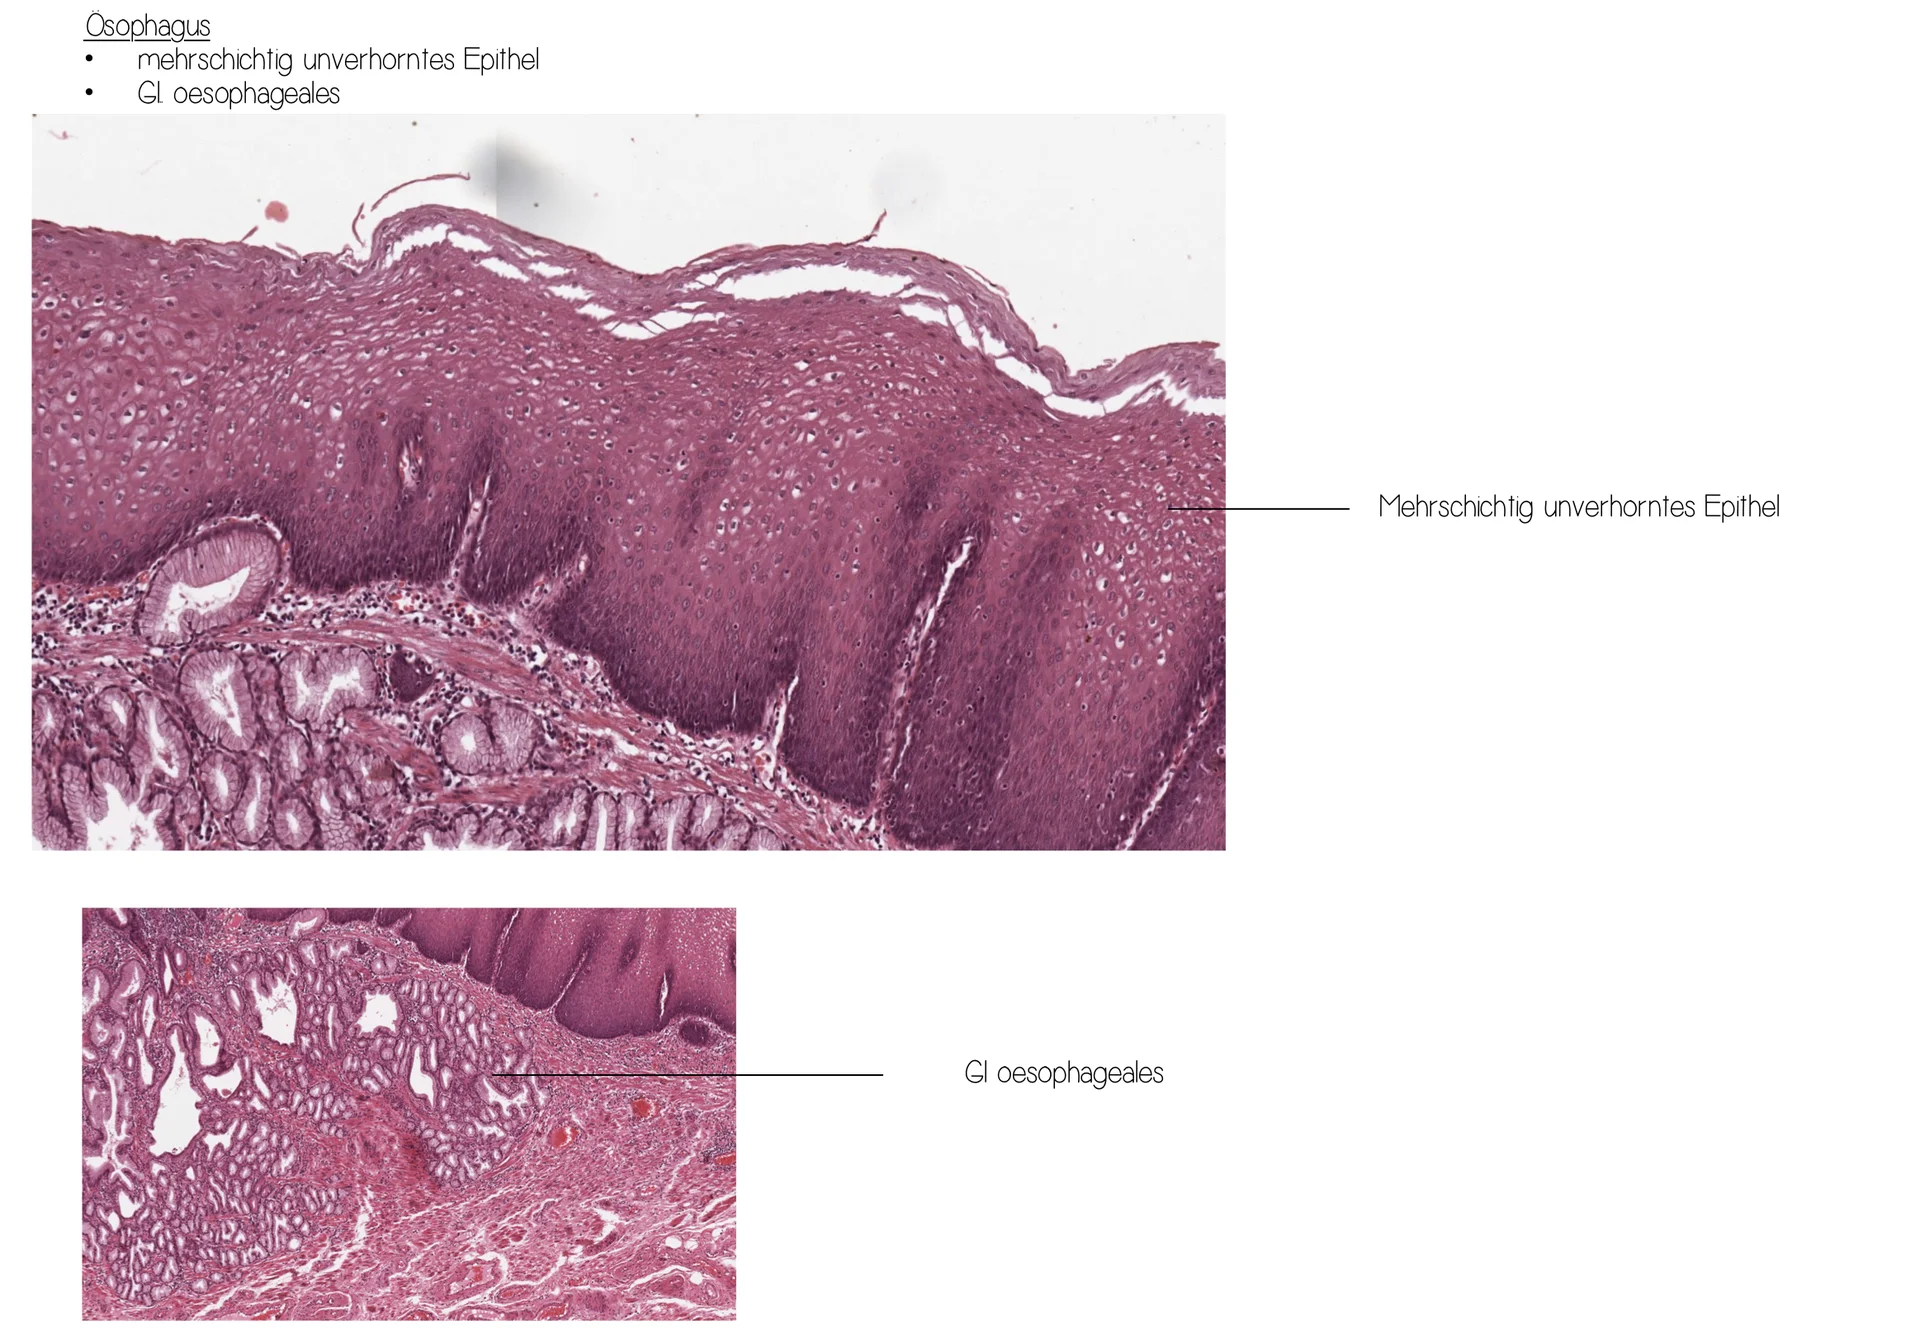 Ösophagus
• mehrschichtig unverhorntes Epithel
• Gl. oesophageales
Mehrschichtig unverhorntes Epithel
Gl oesophageales